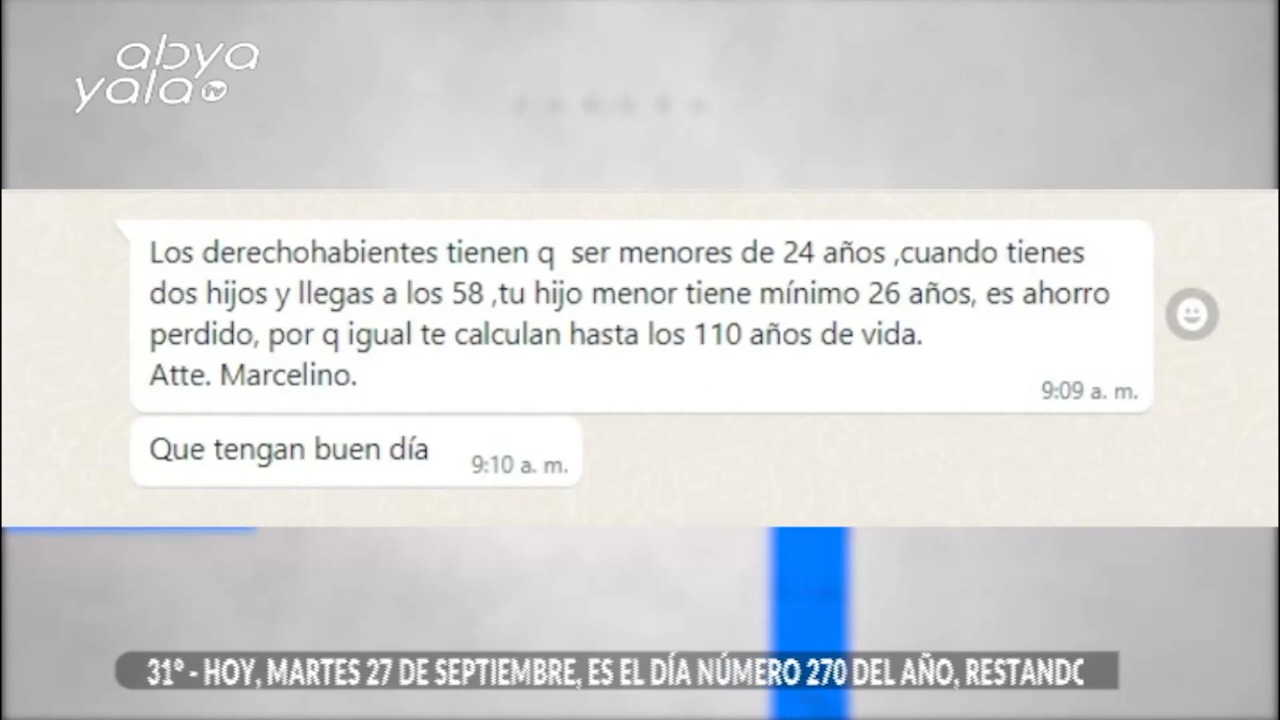 abya
yala tv
Los derechohabientes tienen q  ser menores de 24 años ,cuando tienes
dos hijos y llegas a los 58 ,tu hijo menor tiene mínimo 26 años, es ahorro
perdido, por q igual te calculan hasta los 110 años de vida.
Atte. Marcelino.
9:09 a. m.
Que tengan buen día
9:10 a. m.
31° - HOY, MARTES 27 DE SEPTIEMBRE, ES EL DÍA NÚMERO 270 DEL AÑO, RESTANDO